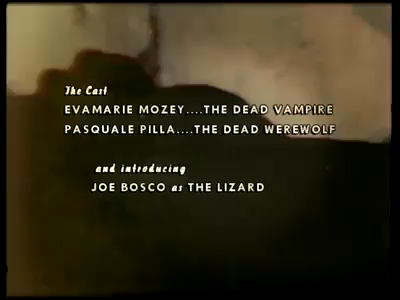 The Cast
EVAMARIE MOZEY....THE DEAD VAMPIRE
PASQUALE PILLA....THE DEAD WEREWOLF
and introducing
JOE BOSCO as THE LIZARD